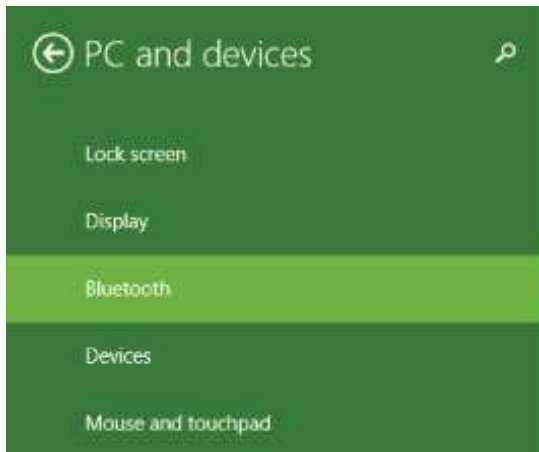 PC and devices
Lock screen
Display
Bluetooth
Devices
Mouse and touchpad